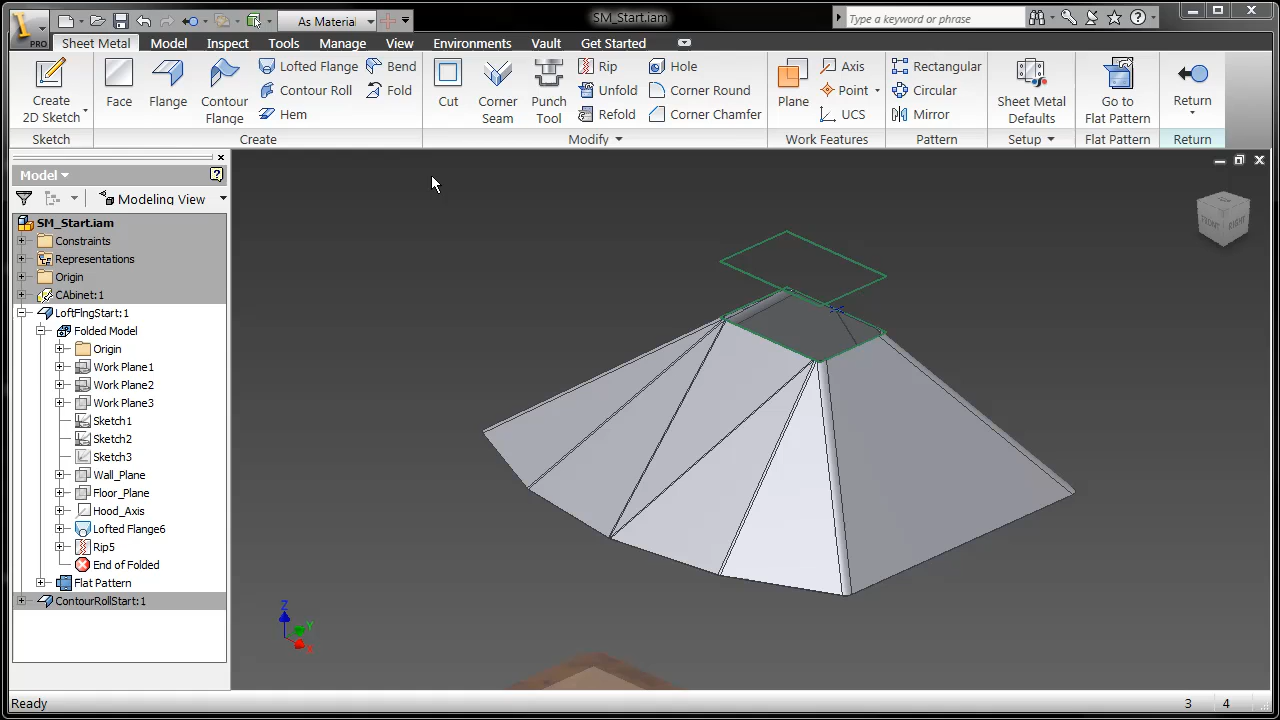 SM_Start.iam
As Material
Type a keyword or phrase
PRO
Sheet Metal Model Inspect Tools Manage View Environments Vault Get Started
Create 2D Sketch
Sketch
Face
Flange
Contour Flange
Lofted Flange
Contour Roll
Hem
Bend
Fold
Create
Cut
Corner Seam
Punch Tool
Rip
Unfold
Refold
Hole
Corner Round
Corner Chamfer
Modify
Plane
Axis
Point
UCS
Work Features
Rectangular
Circular
Mirror
Pattern
Sheet Metal Defaults
Setup
Go to Flat Pattern
Flat Pattern
Return
Return
Model
Modeling View
SM_Start.iam
Constraints
Representations
Origin
CAbinet:1
LoftFlngStart:1
Folded Model
Origin
Work Plane1
Work Plane2
Work Plane3
Sketch1
Sketch2
Sketch3
Wall_Plane
Floor_Plane
Hood_Axis
Lofted Flange6
Rip5
End of Folded
Flat Pattern
ContourRollStart:1
FRONT
RIGHT
Z
Y
X
Ready
3 4